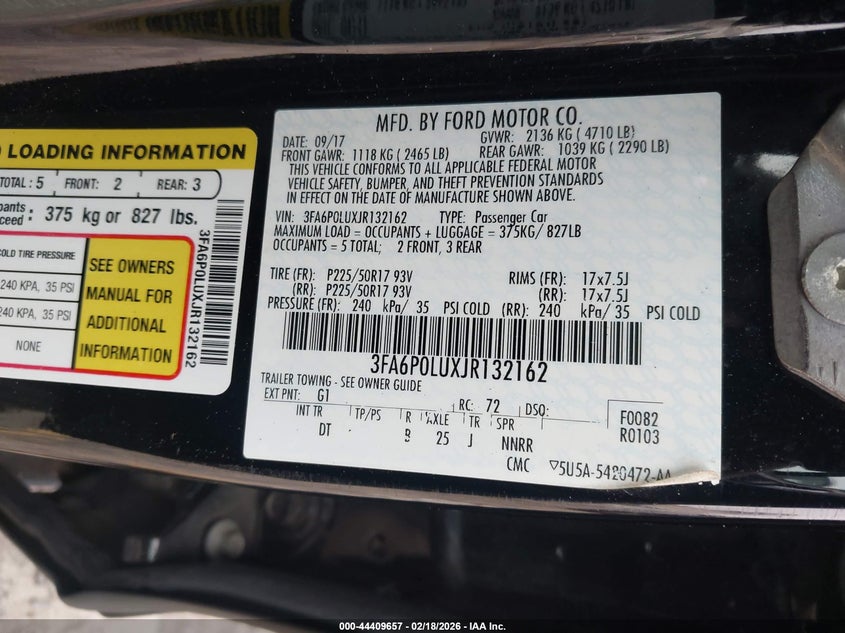 LOADING INFORMATION
TOTAL : 5 FRONT: 2 REAR: 3
375 kg or 827 lbs.
COLD TIRE PRESSURE
240 KPA, 35 PSI
240 KPA, 35 PSI
NONE
SEE OWNERS
MANUAL FOR
ADDITIONAL
INFORMATION
3FA6P0LUXJR132162
MFD. BY FORD MOTOR CO.
DATE: 09/17 GVWR: 2136 KG ( 4710 LB)
FRONT GAWR: 1118 KG ( 2465 LB) REAR GAWR: 1039 KG ( 2290 LB)
THIS VEHICLE CONFORMS TO ALL APPLICABLE FEDERAL MOTOR
VEHICLE SAFETY, BUMPER, AND THEFT PREVENTION STANDARDS
IN EFFECT ON THE DATE OF MANUFACTURE SHOWN ABOVE.
VIN: 3FA6P0LUXJR132162 TYPE: Passenger Car
MAXIMUM LOAD = OCCUPANTS + LUGGAGE = 375KG/ 827LB
OCCUPANTS = 5 TOTAL; 2 FRONT, 3 REAR
TIRE (FR): P225/50R17 93V RIMS (FR): 17x7.5J
(RR): P225/50R17 93V (RR): 17x7.5J
PRESSURE (FR): 240 kPa/ 35 PSI COLD (RR): 240 kPa/ 35 PSI COLD
3FA6P0LUXJR132162
TRAILER TOWING - SEE OWNER GUIDE
EXT PNT: G1 RC: 72 DSO:
INT TR TP/PS R AXLE TR SPR
DT B 25 J NNRR
F0082
R0103
CMC ▽5U5A-5420472-AA
000-44409657 - 02/18/2026 - IAA Inc.